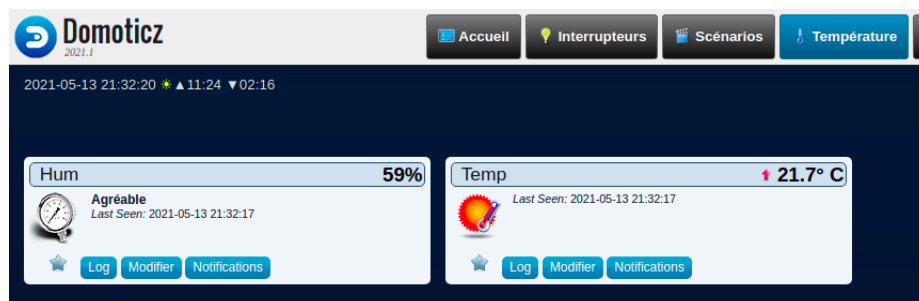 Domoticz
2021.1
Accueil
Interrupteurs
Scénarios
Température
2021-05-13 21:32:20 ☀ ▲11:24 ▼02:16
Hum 59%
Agréable
Last Seen: 2021-05-13 21:32:17
Log Modifier Notifications
Temp 21.7° C
Last Seen: 2021-05-13 21:32:17
Log Modifier Notifications